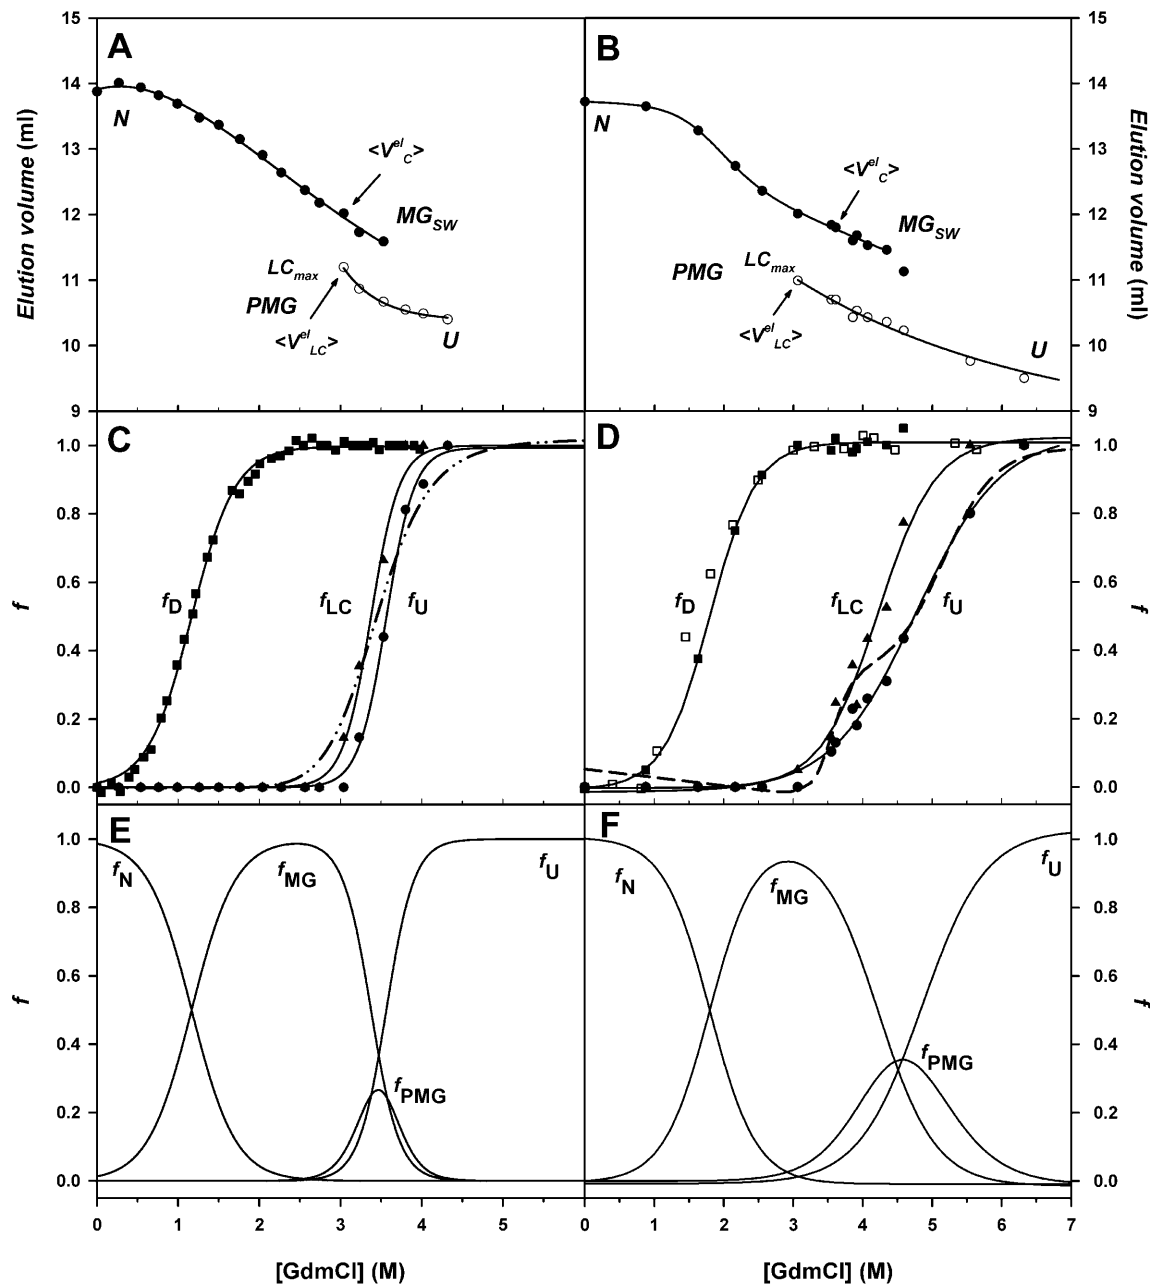 A
B
Elution volume (ml)
Elution volume (ml)
15
14
13
12
11
10
9
15
14
13
12
11
10
9
N
<V^el_C>
MG_SW
LC_max
PMG
<V^el_LC>
U
N
<V^el_C>
MG_SW
PMG
LC_max
<V^el_LC>
U
C
D
f
f
1.0
0.8
0.6
0.4
0.2
0.0
1.0
0.8
0.6
0.4
0.2
0.0
f_D
f_LC
f_U
f_D
f_LC
f_U
E
F
f
f
1.0
0.8
0.6
0.4
0.2
0.0
1.0
0.8
0.6
0.4
0.2
0.0
f_N
f_MG
f_U
f_PMG
f_N
f_MG
f_U
f_PMG
0 1 2 3 4 5
0 1 2 3 4 5 6 7
[GdmCl] (M)
[GdmCl] (M)